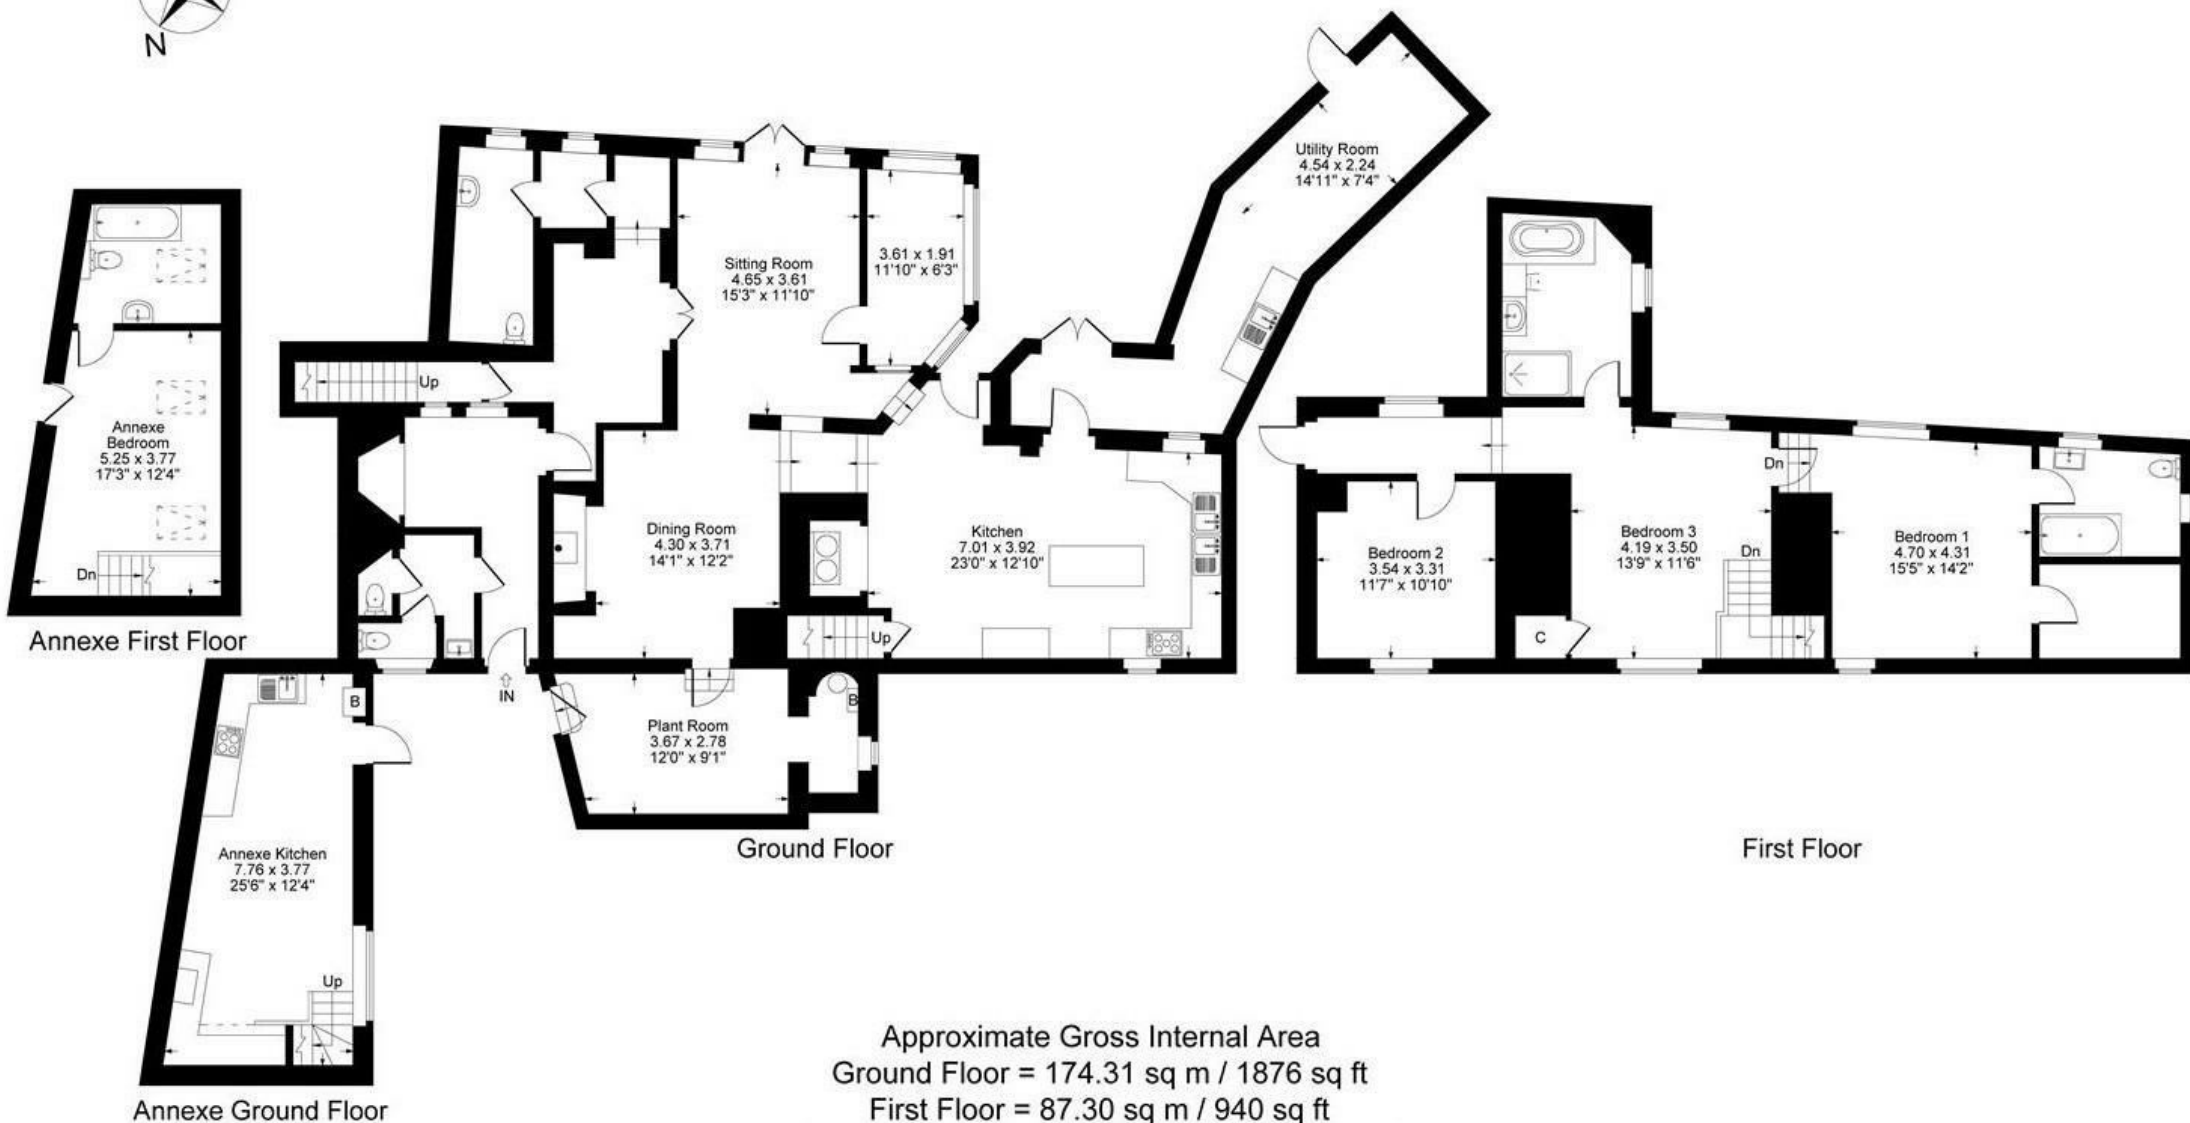 N
Utility Room
4.54 x 2.24
14'11" x 7'4"
Sitting Room
4.65 x 3.61
15'3" x 11'10"
3.61 x 1.91
11'10" x 6'3"
Annexe
Bedroom
5.25 x 3.77
17'3" x 12'4"
Dn
Annexe First Floor
Up
Dining Room
4.30 x 3.71
14'1" x 12'2"
Kitchen
7.01 x 3.92
23'0" x 12'10"
Up
IN
Bedroom 2
3.54 x 3.31
11'7" x 10'10"
Bedroom 3
4.19 x 3.50
13'9" x 11'6"
Dn
Dn
C
Bedroom 1
4.70 x 4.31
15'5" x 14'2"
B
Plant Room
3.67 x 2.78
12'0" x 9'1"
B
Annexe Kitchen
7.76 x 3.77
25'6" x 12'4"
Up
Ground Floor
First Floor
Annexe Ground Floor
Approximate Gross Internal Area
Ground Floor = 174.31 sq m / 1876 sq ft
First Floor = 87.30 sq m / 940 sq ft